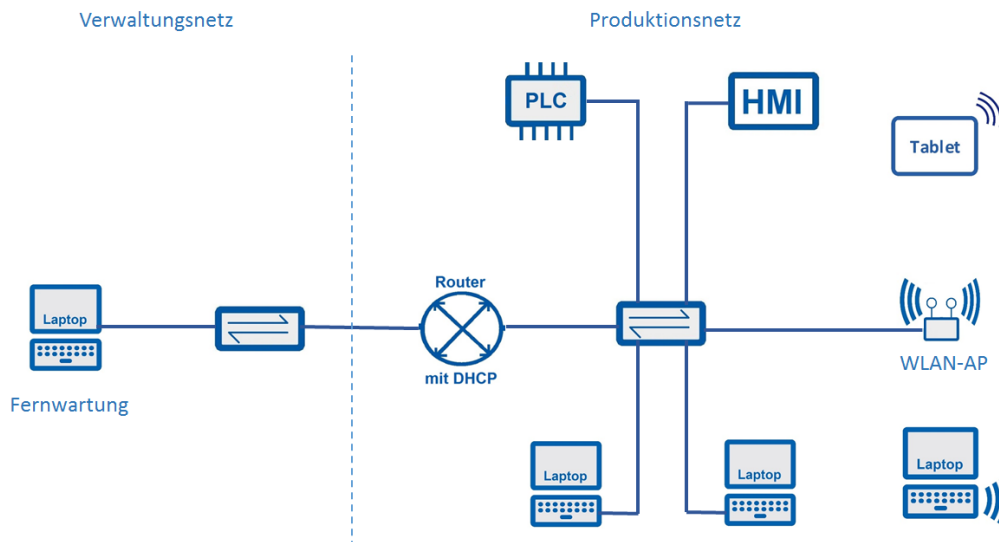 Verwaltungsnetz
Produktionsnetz
PLC
HMI
Tablet
Router
mit DHCP
Laptop
Fernwartung
WLAN-AP
Laptop
Laptop
Laptop